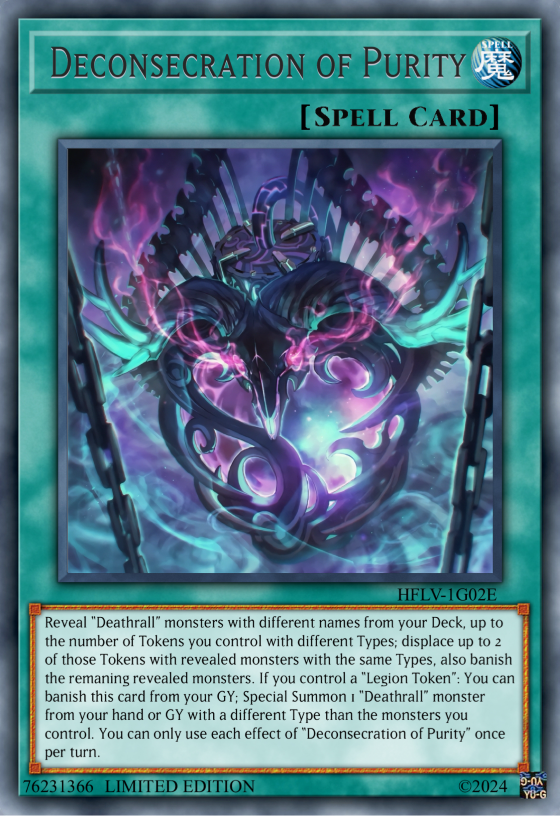 Deconsecration of Purity
SPELL
魔
[Spell Card]
HFLV-1G02E
Reveal "Deathrall" monsters with different names from your Deck, up to
the number of Tokens you control with different Types; displace up to 2
of those Tokens with revealed monsters with the same Types, also banish
the remaning revealed monsters. If you control a "Legion Token": You can
banish this card from your GY; Special Summon 1 "Deathrall" monster
from your hand or GY with a different Type than the monsters you
control. You can only use each effect of "Deconsecration of Purity" once
per turn.
76231366 LIMITED EDITION ©2024
YU-G
YU-G